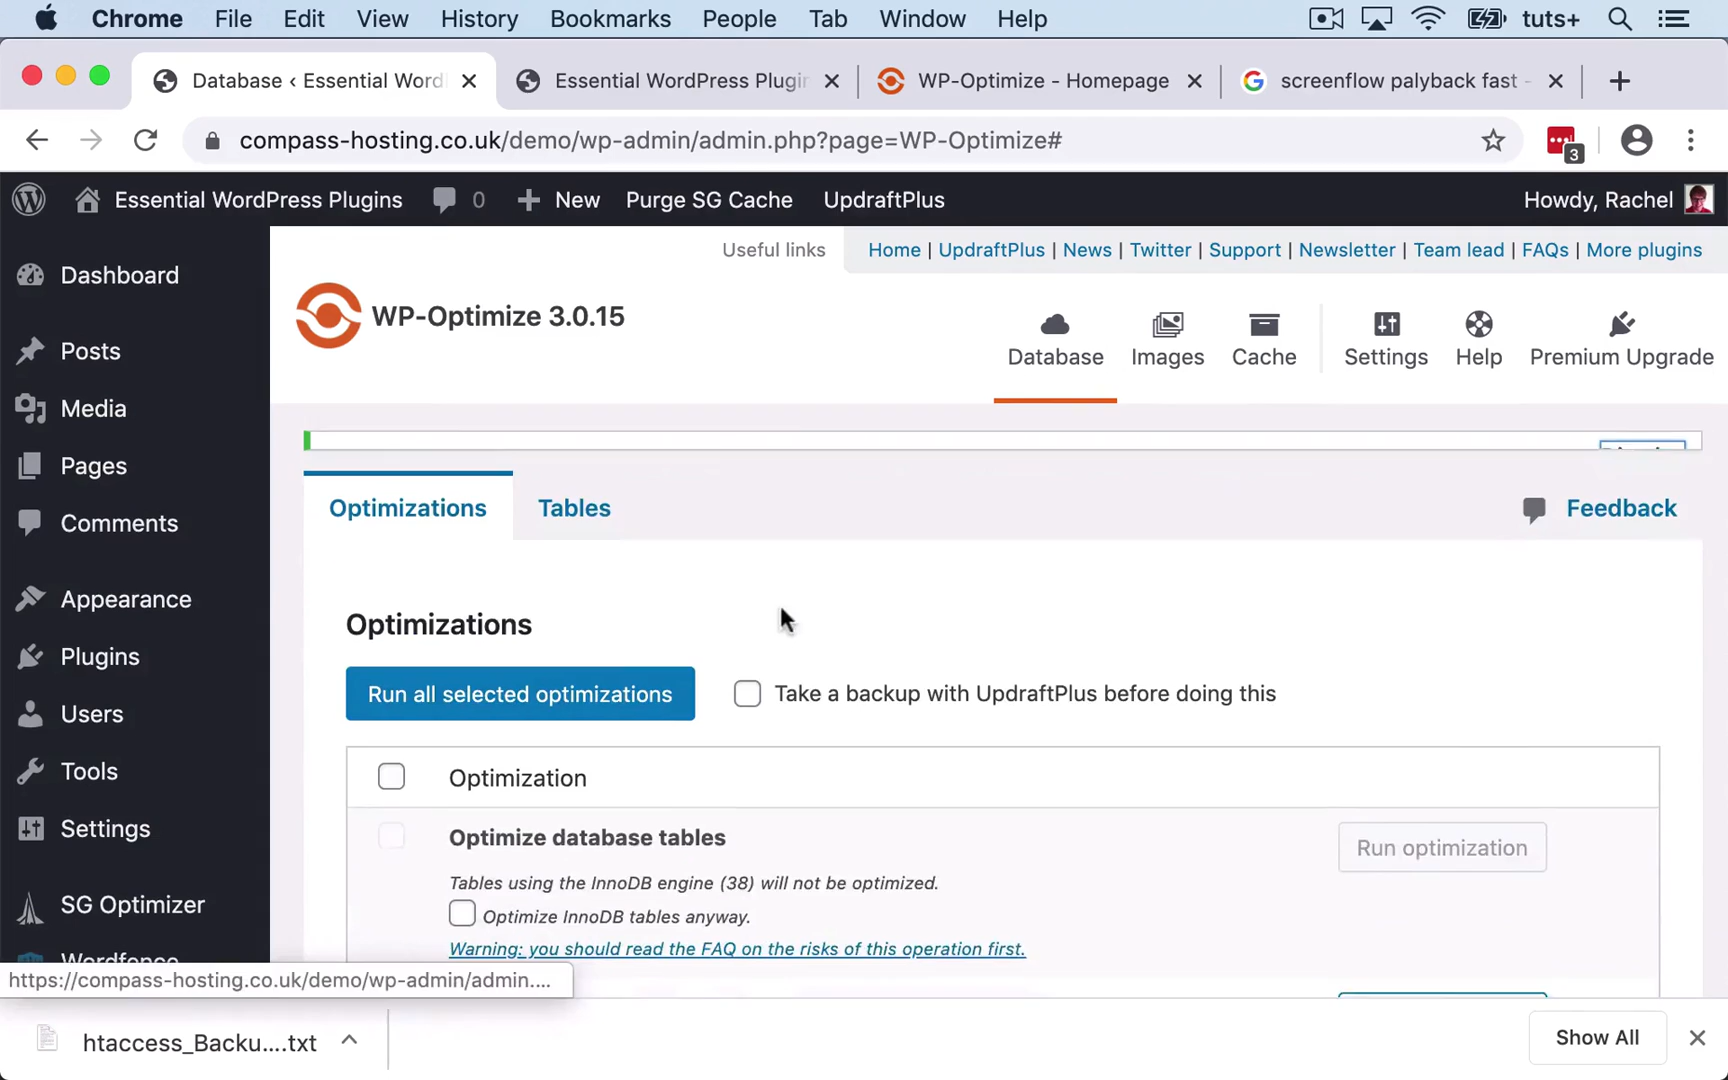 Chrome File Edit View History Bookmarks People Tab Window Help tuts+
Database ‹ Essential Word
Essential WordPress Plugin
WP-Optimize - Homepage
screenflow palyback fast -
compass-hosting.co.uk/demo/wp-admin/admin.php?page=WP-Optimize#
3
Essential WordPress Plugins 0 New Purge SG Cache UpdraftPlus Howdy, Rachel
Useful links Home | UpdraftPlus | News | Twitter | Support | Newsletter | Team lead | FAQs | More plugins
WP-Optimize 3.0.15
Database Images Cache Settings Help Premium Upgrade
Dashboard
Posts
Media
Pages
Comments
Appearance
Plugins
Users
Tools
Settings
SG Optimizer
Wordfence
Optimizations Tables Feedback
Optimizations
Run all selected optimizations Take a backup with UpdraftPlus before doing this
Optimization
Optimize database tables Run optimization
Tables using the InnoDB engine (38) will not be optimized.
Optimize InnoDB tables anyway.
Warning: you should read the FAQ on the risks of this operation first.
https://compass-hosting.co.uk/demo/wp-admin/admin....
htaccess_Backu....txt Show All